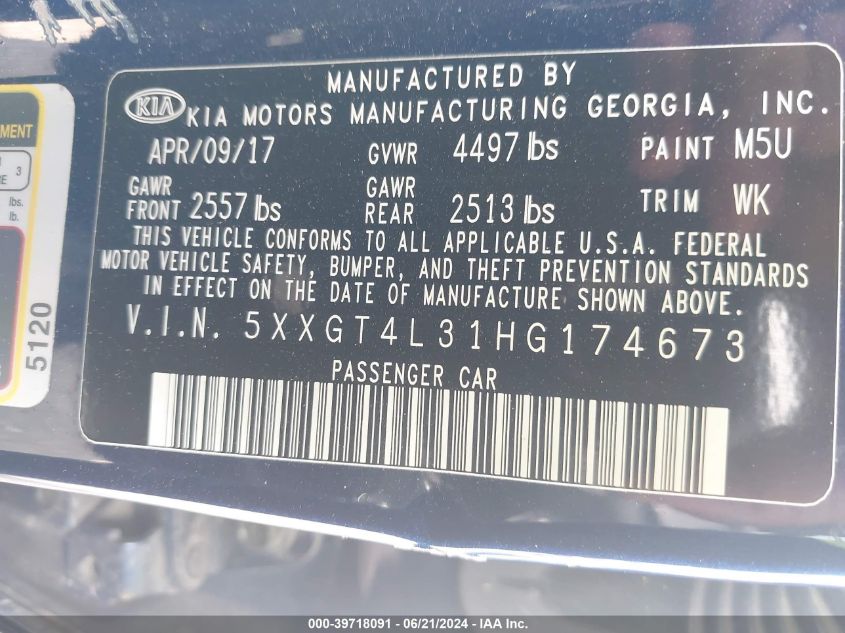 MANUFACTURED BY
KIA KIA MOTORS MANUFACTURING GEORGIA, INC.
APR/09/17 GVWR 4497 lbs PAINT M5U
GAWR FRONT 2557 lbs GAWR REAR 2513 lbs TRIM WK
THIS VEHICLE CONFORMS TO ALL APPLICABLE U.S.A. FEDERAL
MOTOR VEHICLE SAFETY, BUMPER, AND THEFT PREVENTION STANDARDS
IN EFFECT ON THE DATE OF MANUFACTURE SHOWN ABOVE.
V.I.N. 5XXGT4L31HG174673
PASSENGER CAR
3
lbs.
lb.
5120
000-39718091 - 06/21/2024 - IAA Inc.